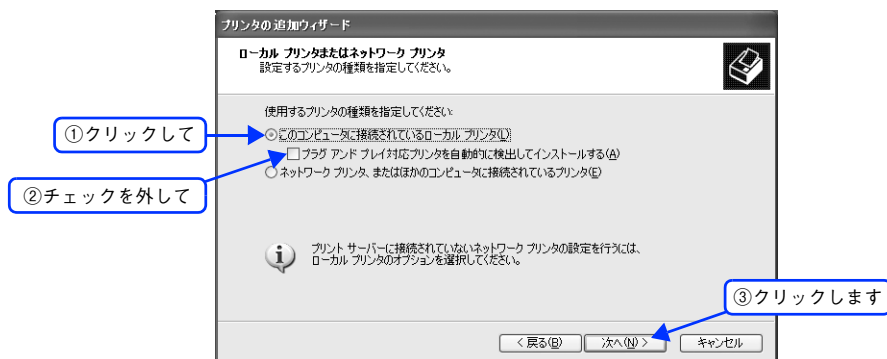 プリンタの追加ウィザード
ローカル プリンタまたはネットワーク プリンタ
設定するプリンタの種類を指定してください。
使用するプリンタの種類を指定してください:
①クリックして
このコンピュータに接続されているローカル プリンタ(L)
プラグ アンド プレイ対応プリンタを自動的に検出してインストールする(A)
②チェックを外して
ネットワーク プリンタ、またはほかのコンピュータに接続されているプリンタ(E)
プリント サーバーに接続されていないネットワーク プリンタの設定を行うには、
ローカル プリンタのオプションを選択してください。
③クリックします
< 戻る(B)
次へ(N) >
キャンセル